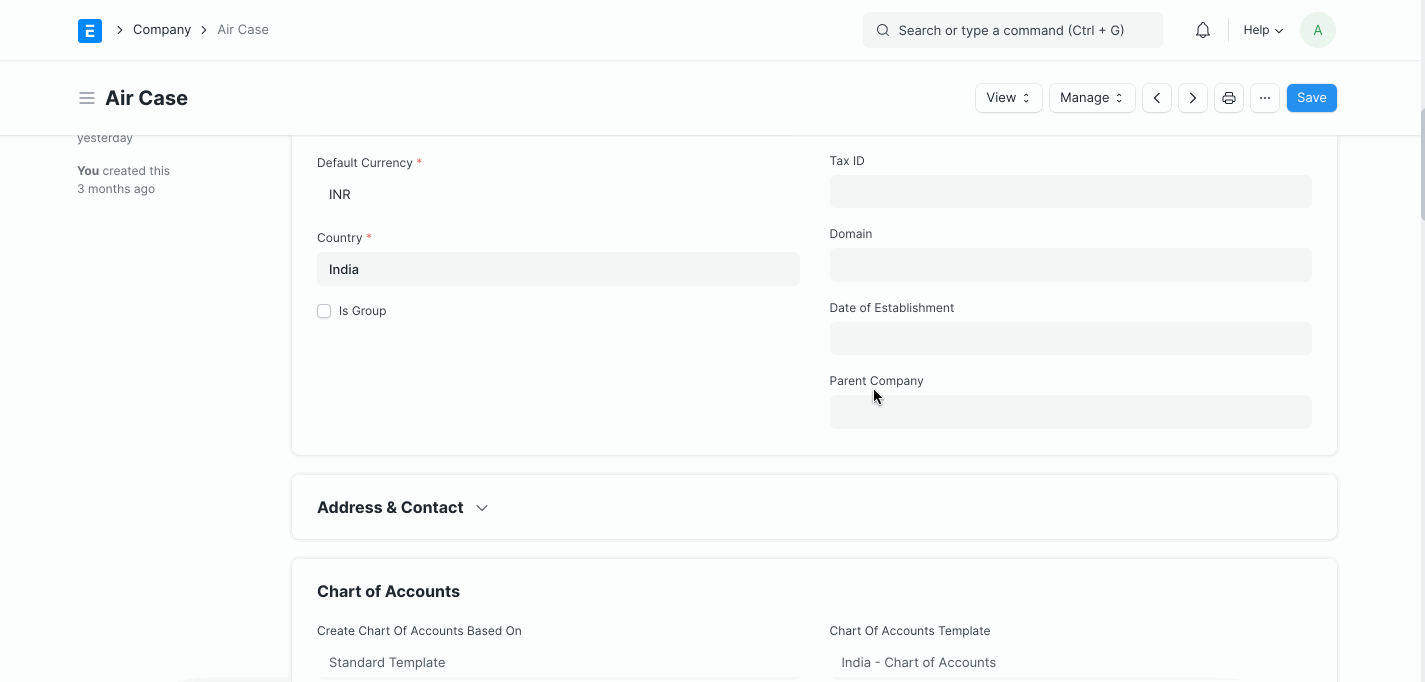 E
Company
Air Case
Search or type a command (Ctrl + G)
Help
A
Air Case
View
Manage
...
Save
yesterday
You created this
3 months ago
Default Currency *
INR
Country *
India
Is Group
Tax ID
Domain
Date of Establishment
Parent Company
Address & Contact
Chart of Accounts
Create Chart Of Accounts Based On
Standard Template
Chart Of Accounts Template
India - Chart of Accounts